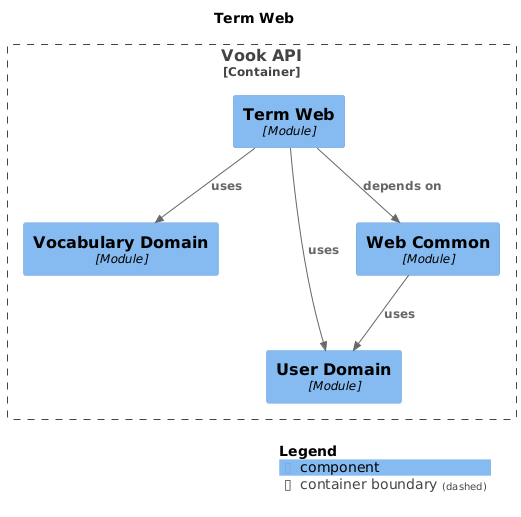 Term Web
Vook API
[Container]
Term Web
[Module]
uses
depends on
Vocabulary Domain
[Module]
uses
Web Common
[Module]
uses
User Domain
[Module]
Legend
component
container boundary (dashed)